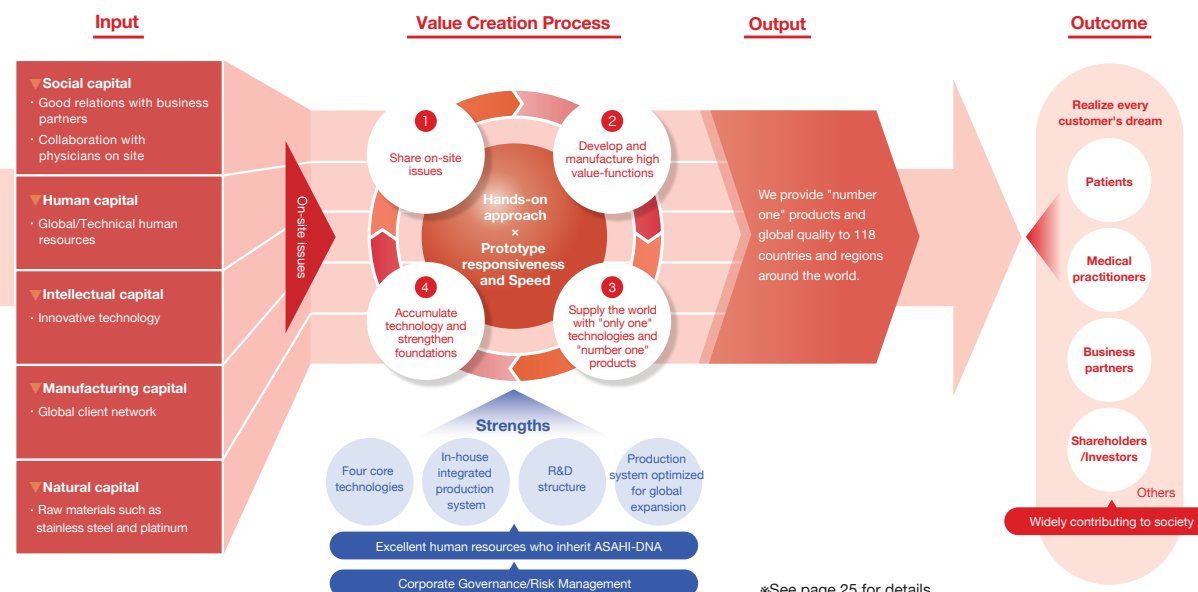 Input
Value Creation Process
Output
Outcome
▼Social capital
· Good relations with business
partners
· Collaboration with
physicians on site
▼Human capital
· Global/Technical human
resources
▼Intellectual capital
· Innovative technology
▼Manufacturing capital
· Global client network
▼Natural capital
· Raw materials such as
stainless steel and platinum
On-site issues
1
Share on-site
issues
2
Develop and
manufacture high
value-functions
Hands-on
approach
×
Prototype
responsiveness
and Speed
3
Supply the world
with "only one"
technologies and
"number one"
products
4
Accumulate
technology and
strengthen
foundations
Strengths
Four core
technologies
In-house
integrated
production
system
R&D
structure
Production
system optimized
for global
expansion
Excellent human resources who inherit ASAHI-DNA
Corporate Governance/Risk Management
We provide "number
one" products and
global quality to 118
countries and regions
around the world.
Realize every
customer's dream
Patients
Medical
practitioners
Business
partners
Shareholders
/Investors
Others
Widely contributing to society
※See page 25 for details